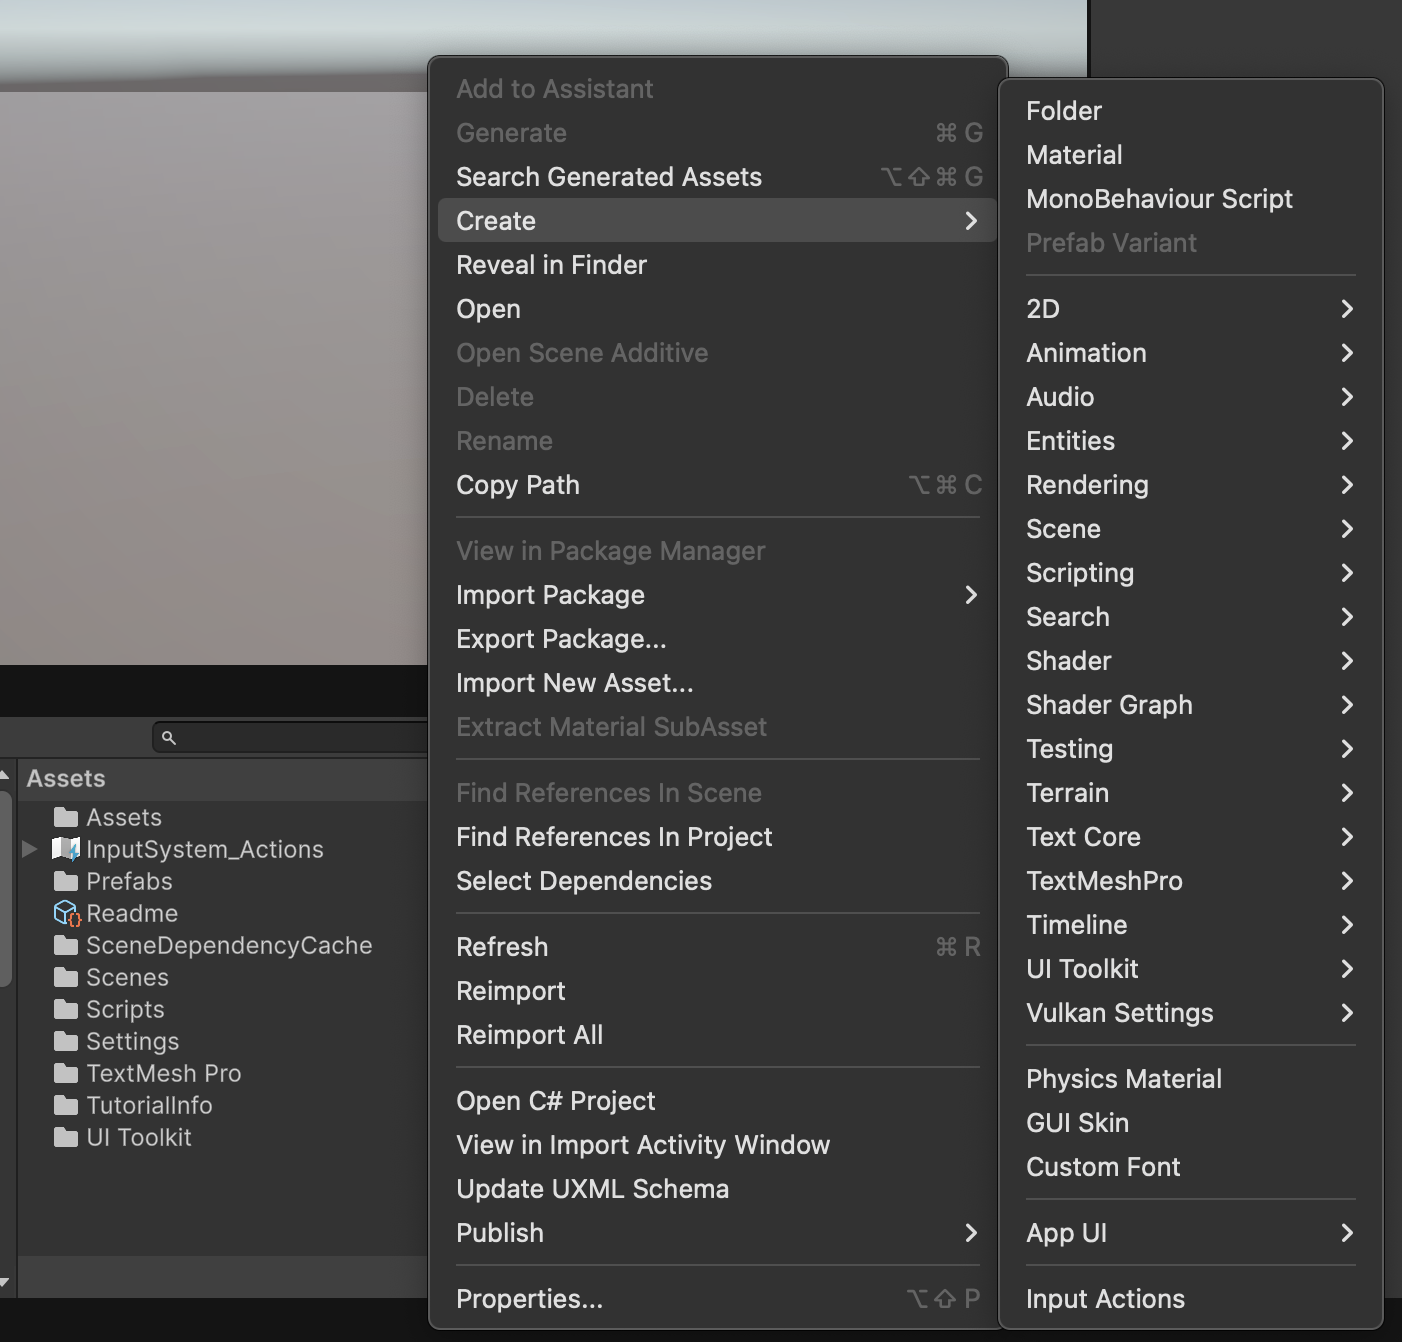 Add to Assistant
Generate ⌘ G
Search Generated Assets ⌥⇧⌘ G
Create
Reveal in Finder
Open
Open Scene Additive
Delete
Rename
Copy Path ⌥⌘ C
View in Package Manager
Import Package
Export Package...
Import New Asset...
Extract Material SubAsset
Find References In Scene
Find References In Project
Select Dependencies
Refresh ⌘ R
Reimport
Reimport All
Open C# Project
View in Import Activity Window
Update UXML Schema
Publish
Properties... ⌥⇧ P
Folder
Material
MonoBehaviour Script
Prefab Variant
2D
Animation
Audio
Entities
Rendering
Scene
Scripting
Search
Shader
Shader Graph
Testing
Terrain
Text Core
TextMeshPro
Timeline
UI Toolkit
Vulkan Settings
Physics Material
GUI Skin
Custom Font
App UI
Input Actions
Assets
Assets
InputSystem_Actions
Prefabs
Readme
SceneDependencyCache
Scenes
Scripts
Settings
TextMesh Pro
TutorialInfo
UI Toolkit